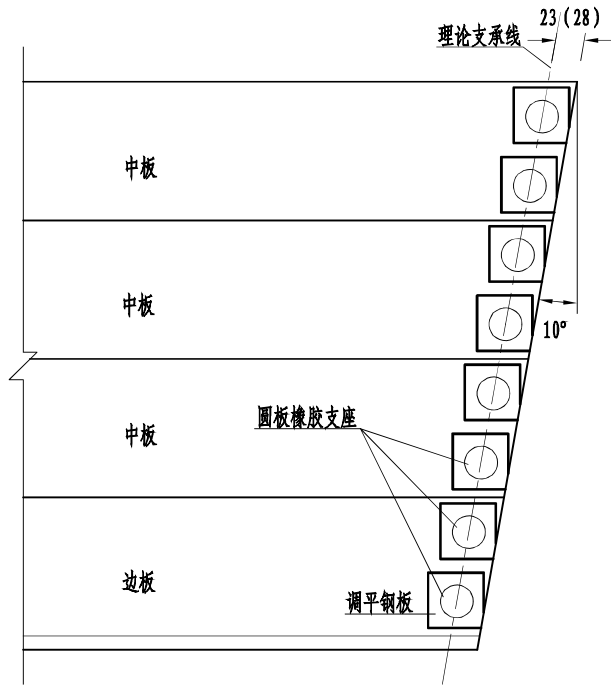 23(28)
理论支承线
中板
中板
10°
中板
圆板橡胶支座
边板
调平钢板